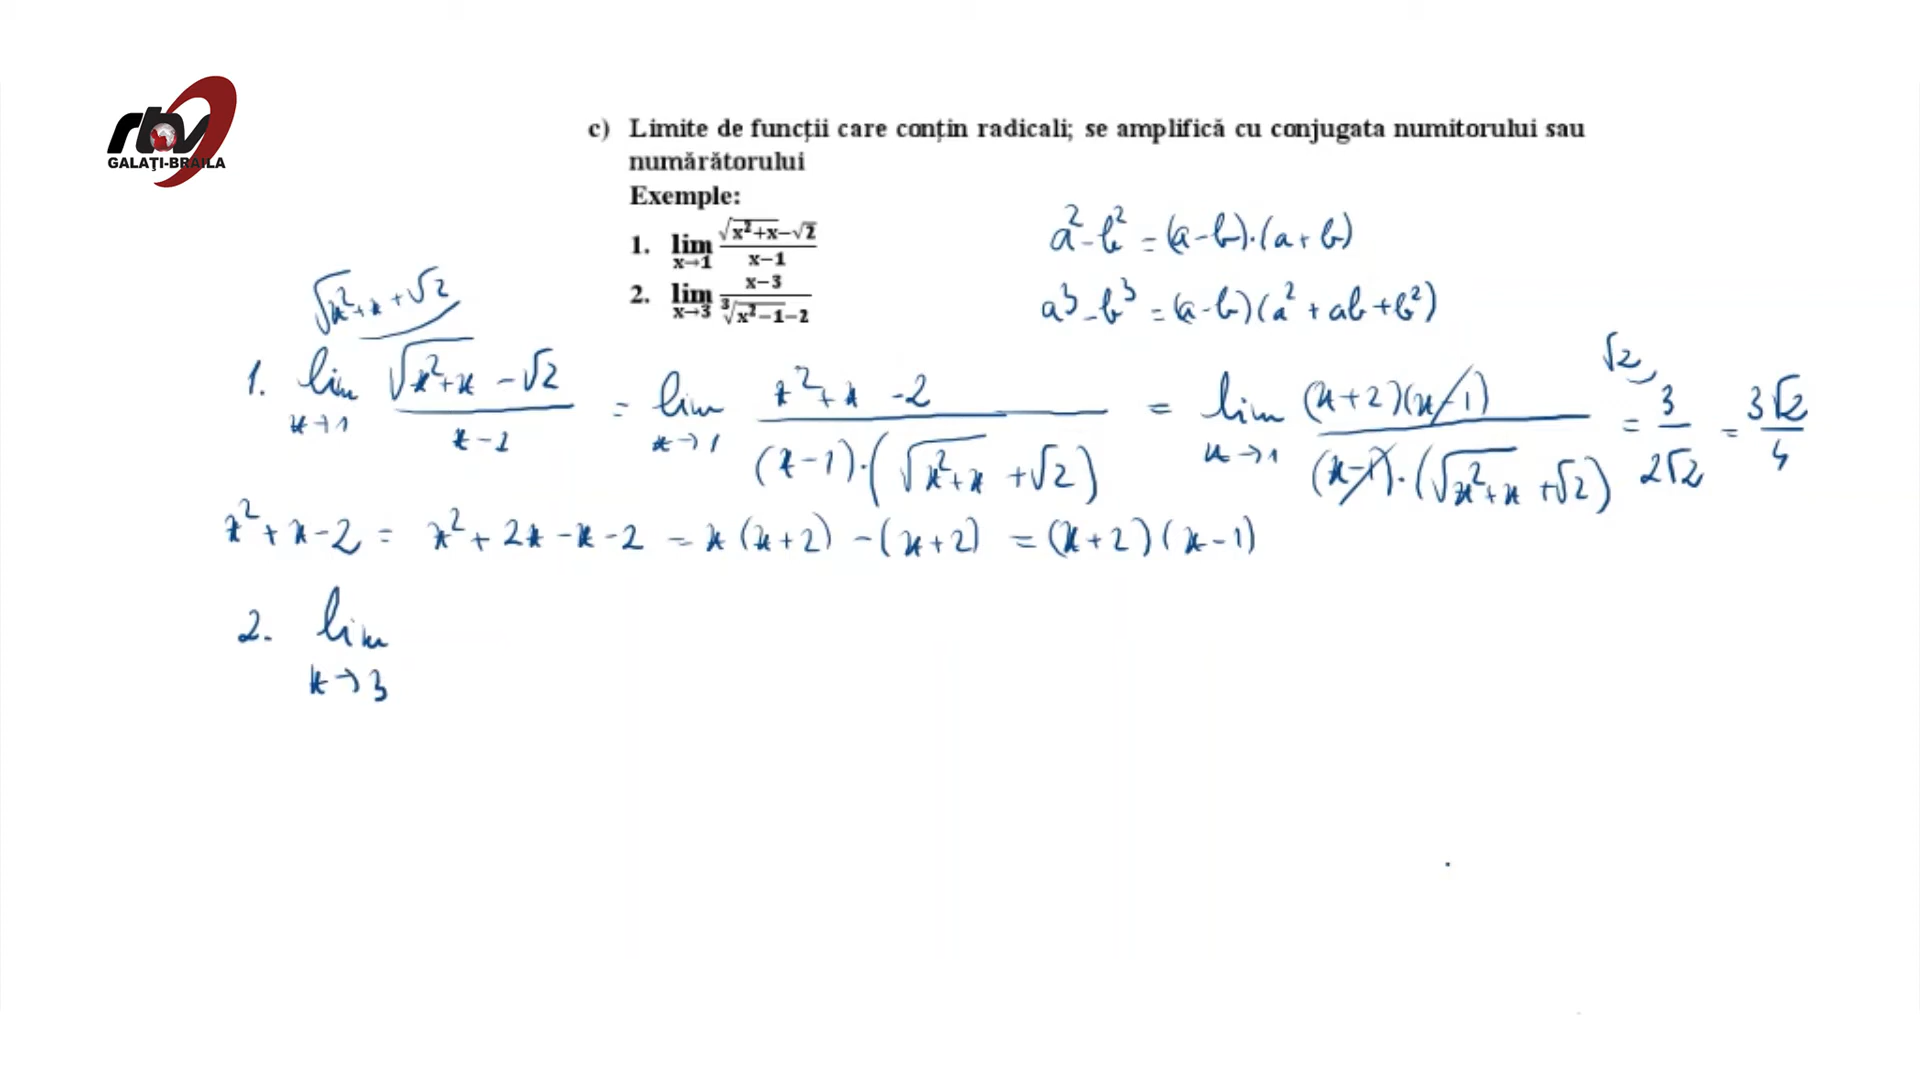 rtv
GALAŢI-BRAILA
c) Limite de funcții care conțin radicali; se amplifică cu conjugata numitorului sau
numărătorului
Exemple:
1. lim x→1 (√(x²+x) − √2)/(x−1)
2. lim x→3 (x−3)/(∛(x²−1) − 2)
a² - b² = (a-b)·(a+b)
a³ - b³ = (a-b)(a² + ab + b²)
√(x²+x) + √2
1. lim x→1 (√(x²+x) - √2)/(x-1) = lim x→1 (x²+x-2)/((x-1)·(√(x²+x) + √2)) = lim x→1 (x+2)(x-1)/((x-1)·(√(x²+x) + √2)) = √2) 3/(2√2) = 3√2/4
x² + x - 2 = x² + 2x - x - 2 = x(x+2) - (x+2) = (x+2)(x-1)
2. lim x→3